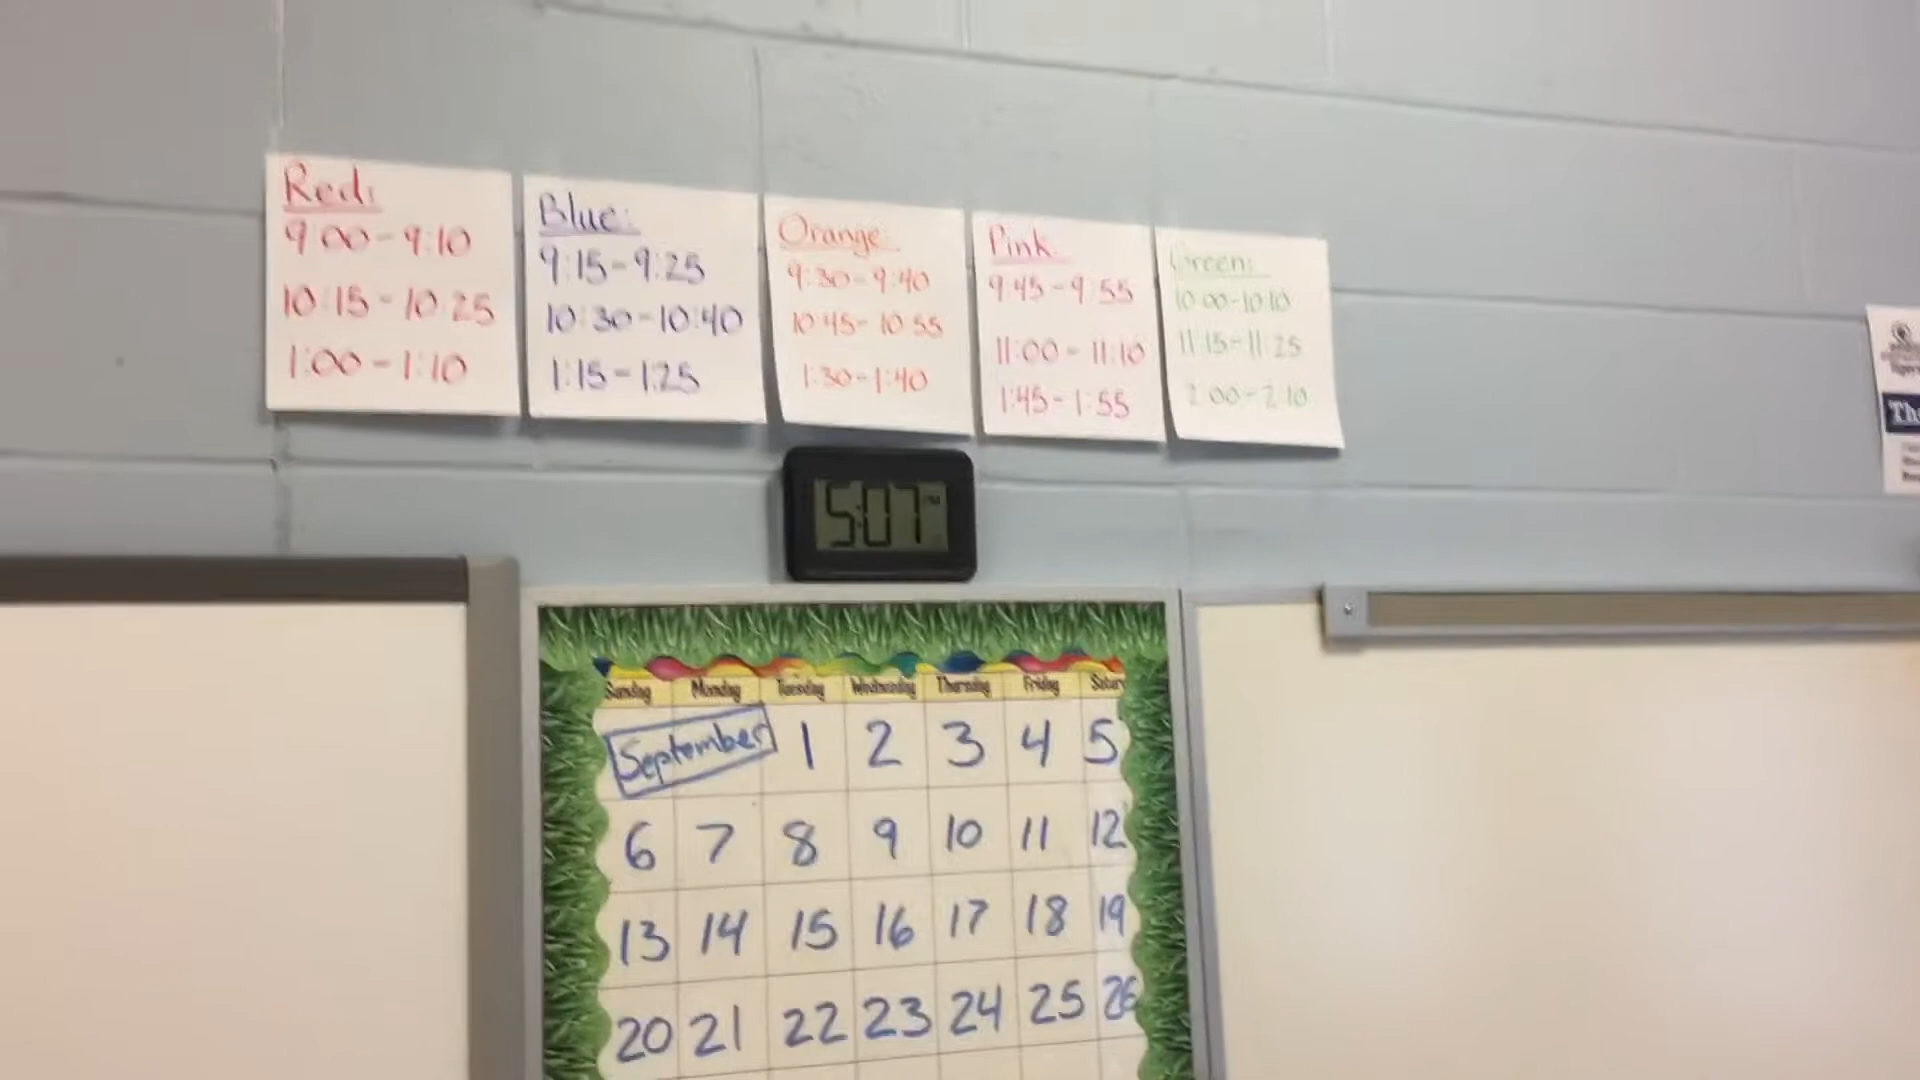 Red:
9:00-9:10
10:15-10:25
1:00-1:10
Blue:
9:15-9:25
10:30-10:40
1:15-1:25
Orange:
9:30-9:40
10:45-10:55
1:30-1:40
Pink
9:45-9:55
11:00-11:10
1:45-1:55
Green:
10:00-10:10
11:15-11:25
2:00-2:10
5:07 PM
Sunday Monday Tuesday Wednesday Thursday Friday
September 1 2 3 4 5
6 7 8 9 10 11 12
13 14 15 16 17 18 19
20 21 22 23 24 25 26